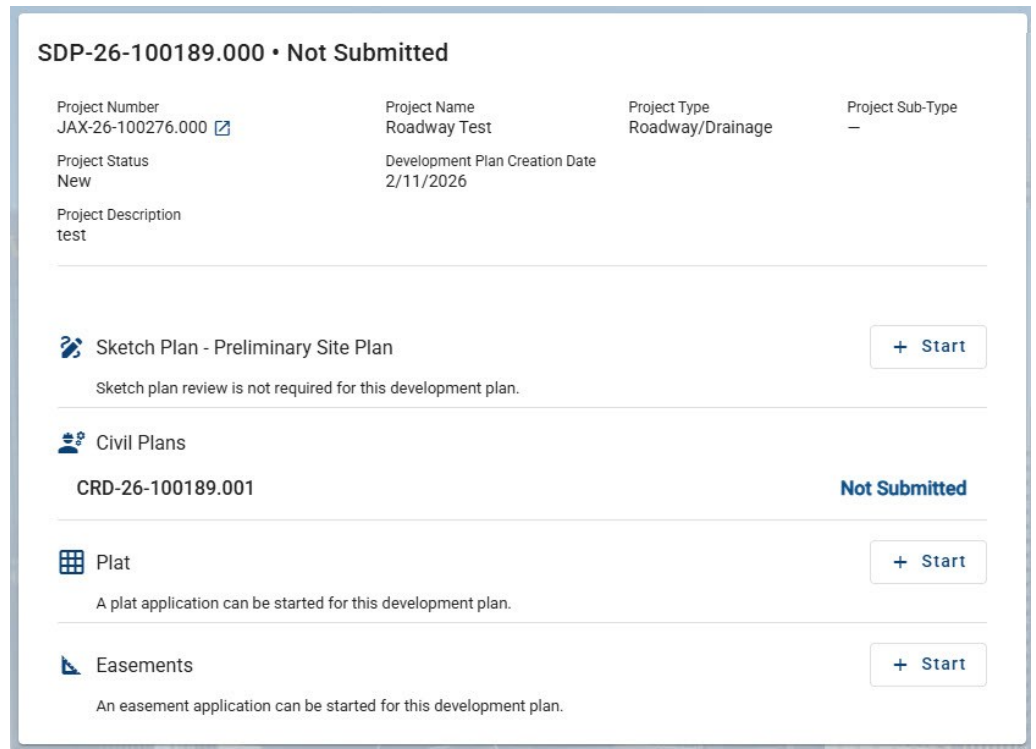 SDP-26-100189.000 • Not Submitted
Project Number
JAX-26-100276.000
Project Name
Roadway Test
Project Type
Roadway/Drainage
Project Sub-Type
—
Project Status
New
Development Plan Creation Date
2/11/2026
Project Description
test
Sketch Plan - Preliminary Site Plan
+ Start
Sketch plan review is not required for this development plan.
Civil Plans
CRD-26-100189.001
Not Submitted
Plat
+ Start
A plat application can be started for this development plan.
Easements
+ Start
An easement application can be started for this development plan.